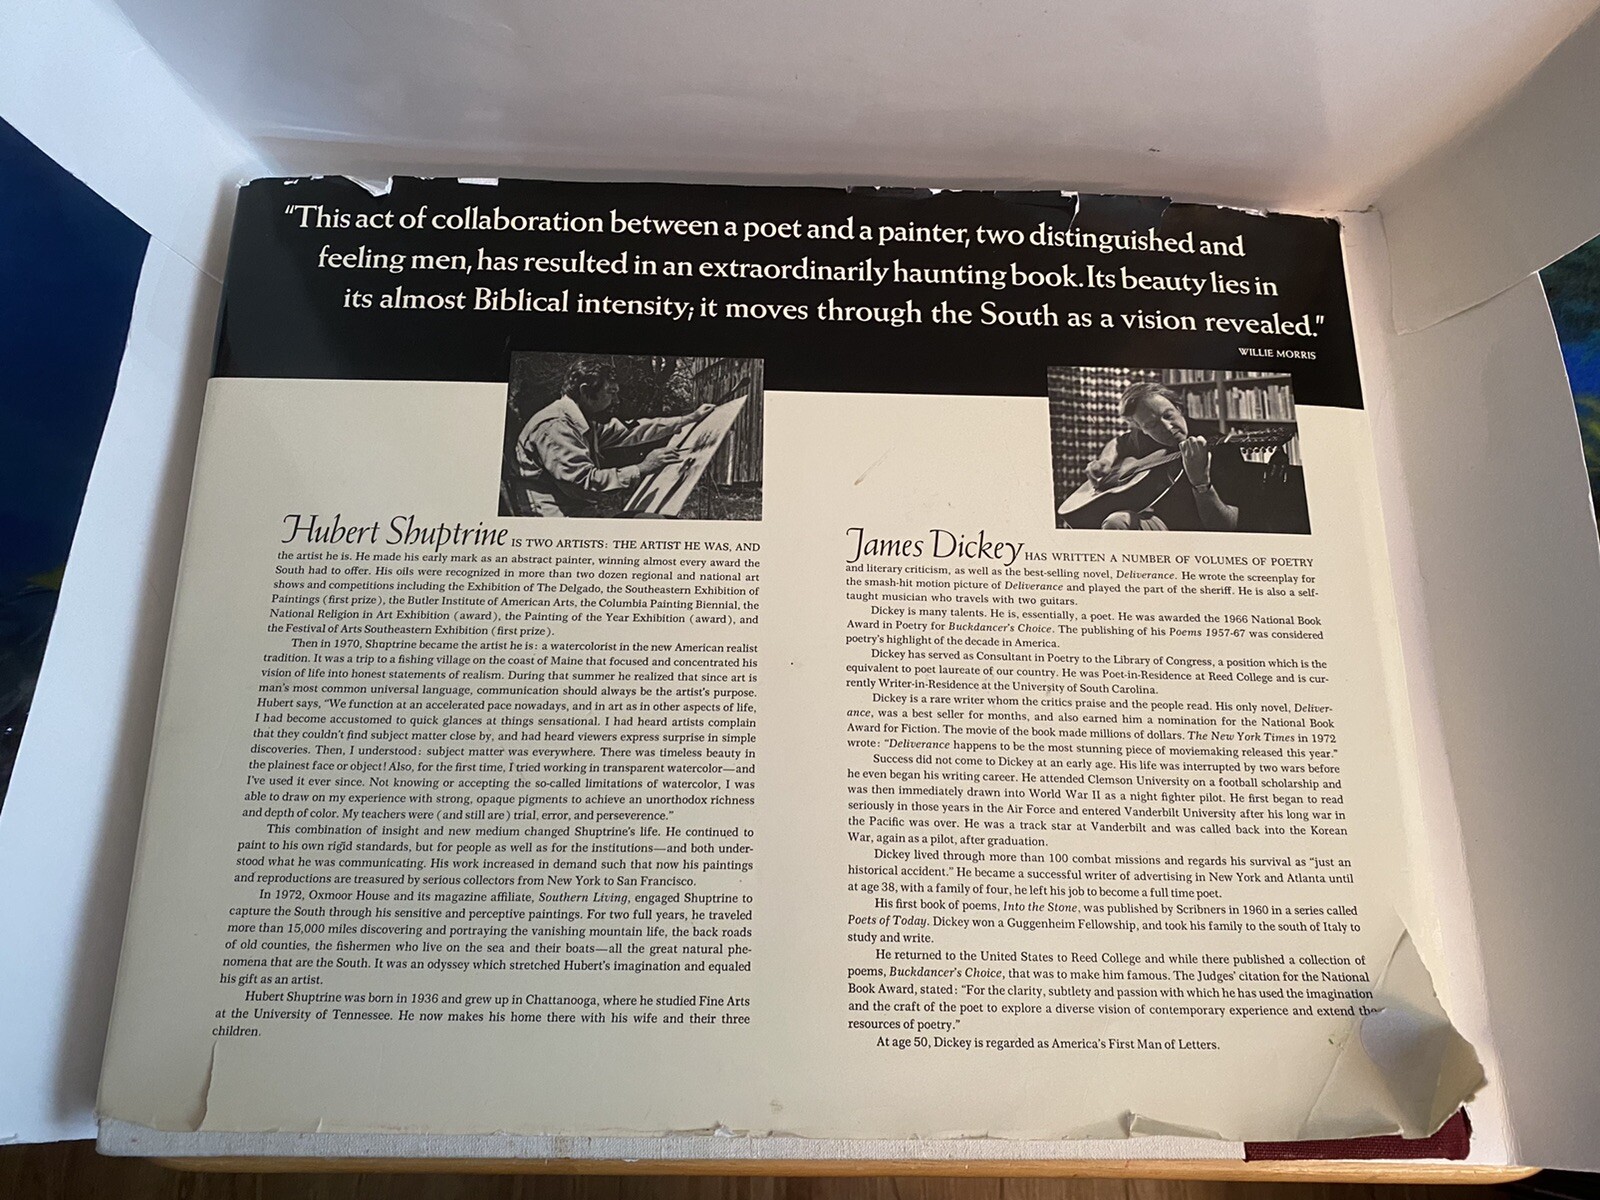 “This act of collaboration between a poet and a painter, two distinguished and
feeling men, has resulted in an extraordinarily haunting book. Its beauty lies in
its almost Biblical intensity; it moves through the South as a vision revealed.”
WILLIE MORRIS
Hubert Shuptrine IS TWO ARTISTS: THE ARTIST HE WAS, AND
the artist he is. He made his early mark as an abstract painter, winning almost every award the
South had to offer. His oils were recognized in more than two dozen regional and national art
shows and competitions including the Exhibition of The Delgado, the Southeastern Exhibition of
Paintings (first prize), the Butler Institute of American Arts, the Columbia Painting Biennial, the
National Religion in Art Exhibition (award), the Painting of the Year Exhibition (award), and
the Festival of Arts Southeastern Exhibition (first prize).
Then in 1970, Shuptrine became the artist he is: a watercolorist in the new American realist
tradition. It was a trip to a fishing village on the coast of Maine that focused and concentrated his
vision of life into honest statements of realism. During that summer he realized that since art is
man's most common universal language, communication should always be the artist's purpose.
Hubert says, “We function at an accelerated pace nowadays, and in art as in other aspects of life,
I had become accustomed to quick glances at things sensational. I had heard artists complain
that they couldn't find subject matter close by, and had heard viewers express surprise in simple
discoveries. Then, I understood: subject matter was everywhere. There was timeless beauty in
the plainest face or object! Also, for the first time, I tried working in transparent watercolor—and
I've used it ever since. Not knowing or accepting the so-called limitations of watercolor, I was
able to draw on my experience with strong, opaque pigments to achieve an unorthodox richness
and depth of color. My teachers were (and still are) trial, error, and perseverance.”
This combination of insight and new medium changed Shuptrine's life. He continued to
paint to his own rigid standards, but for people as well as for the institutions—and both under-
stood what he was communicating. His work increased in demand such that now his paintings
and reproductions are treasured by serious collectors from New York to San Francisco.
In 1972, Oxmoor House and its magazine affiliate, Southern Living, engaged Shuptrine to
capture the South through his sensitive and perceptive paintings. For two full years, he traveled
more than 15,000 miles discovering and portraying the vanishing mountain life, the back roads
of old counties, the fishermen who live on the sea and their boats—all the great natural phe-
nomena that are the South. It was an odyssey which stretched Hubert's imagination and equaled
his gift as an artist.
Hubert Shuptrine was born in 1936 and grew up in Chattanooga, where he studied Fine Arts
at the University of Tennessee. He now makes his home there with his wife and their three
children.
James Dickey HAS WRITTEN A NUMBER OF VOLUMES OF POETRY
and literary criticism, as well as the best-selling novel, Deliverance. He wrote the screenplay for
the smash-hit motion picture of Deliverance and played the part of the sheriff. He is also a self-
taught musician who travels with two guitars.
Dickey is many talents. He is, essentially, a poet. He was awarded the 1966 National Book
Award in Poetry for Buckdancer's Choice. The publishing of his Poems 1957-67 was considered
poetry's highlight of the decade in America.
Dickey has served as Consultant in Poetry to the Library of Congress, a position which is the
equivalent to poet laureate of our country. He was Poet-in-Residence at Reed College and is cur-
rently Writer-in-Residence at the University of South Carolina.
Dickey is a rare writer whom the critics praise and the people read. His only novel, Deliver-
ance, was a best seller for months, and also earned him a nomination for the National Book
Award for Fiction. The movie of the book made millions of dollars. The New York Times in 1972
wrote: “Deliverance happens to be the most stunning piece of moviemaking released this year.”
Success did not come to Dickey at an early age. His life was interrupted by two wars before
he even began his writing career. He attended Clemson University on a football scholarship and
was then immediately drawn into World War II as a night fighter pilot. He first began to read
seriously in those years in the Air Force and entered Vanderbilt University after his long war in
the Pacific was over. He was a track star at Vanderbilt and was called back into the Korean
War, again as a pilot, after graduation.
Dickey lived through more than 100 combat missions and regards his survival as “just an
historical accident.” He became a successful writer of advertising in New York and Atlanta until
at age 38, with a family of four, he left his job to become a full time poet.
His first book of poems, Into the Stone, was published by Scribners in 1960 in a series called
Poets of Today. Dickey won a Guggenheim Fellowship, and took his family to the south of Italy to
study and write.
He returned to the United States to Reed College and while there published a collection of
poems, Buckdancer's Choice, that was to make him famous. The Judges' citation for the National
Book Award, stated: “For the clarity, subtlety and passion with which he has used the imagination
and the craft of the poet to explore a diverse vision of contemporary experience and extend the
resources of poetry.”
At age 50, Dickey is regarded as America's First Man of Letters.